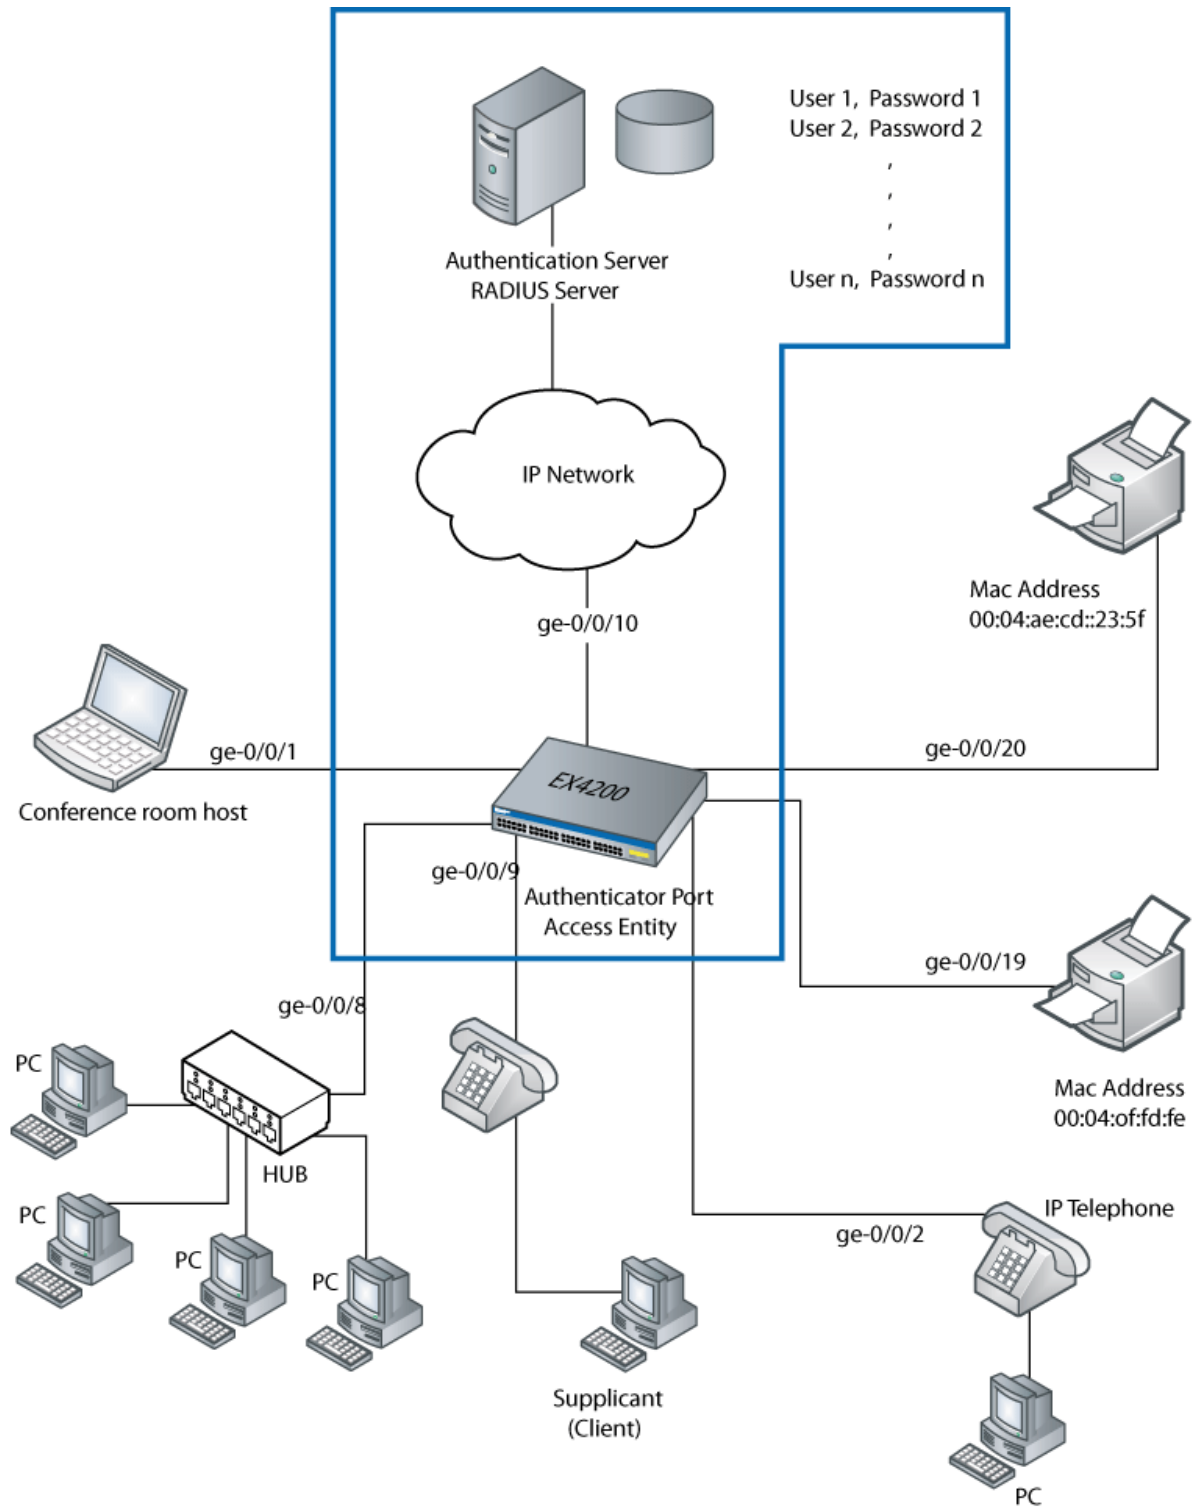 User 1, Password 1
User 2, Password 2
,
,
,
,
User n, Password n
Authentication Server
RADIUS Server
IP Network
ge-0/0/10
Mac Address
00:04:ae:cd::23:5f
ge-0/0/1
ge-0/0/20
EX4200
Conference room host
ge-0/0/9
Authenticator Port
Access Entity
ge-0/0/19
ge-0/0/8
PC
Mac Address
00:04:of:fd:fe
HUB
IP Telephone
PC
ge-0/0/2
PC
PC
Supplicant
(Client)
PC